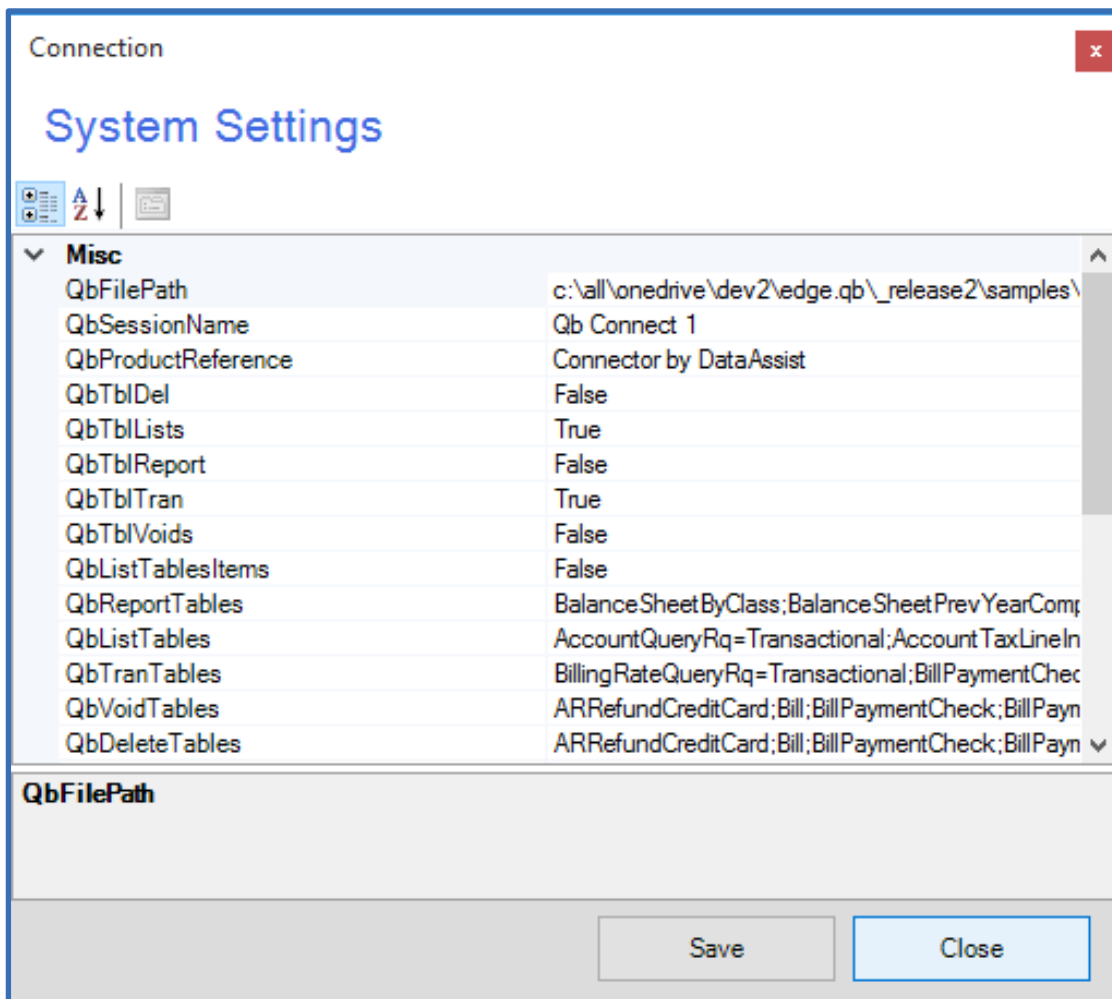 Connection
x
System Settings
A
Z
Misc
QbFilePath c:\all\onedrive\dev2\edge.qb\_release2\samples\
QbSessionName Qb Connect 1
QbProductReference Connector by DataAssist
QbTblDel False
QbTblLists True
QbTblReport False
QbTblTran True
QbTblVoids False
QbListTablesItems False
QbReportTables BalanceSheetByClass;BalanceSheetPrevYearComp
QbListTables AccountQueryRq=Transactional;AccountTaxLineIn
QbTranTables BillingRateQueryRq=Transactional;BillPaymentChec
QbVoidTables ARRefundCreditCard;Bill;BillPaymentCheck;BillPaym
QbDeleteTables ARRefundCreditCard;Bill;BillPaymentCheck;BillPaym
QbFilePath
Save Close